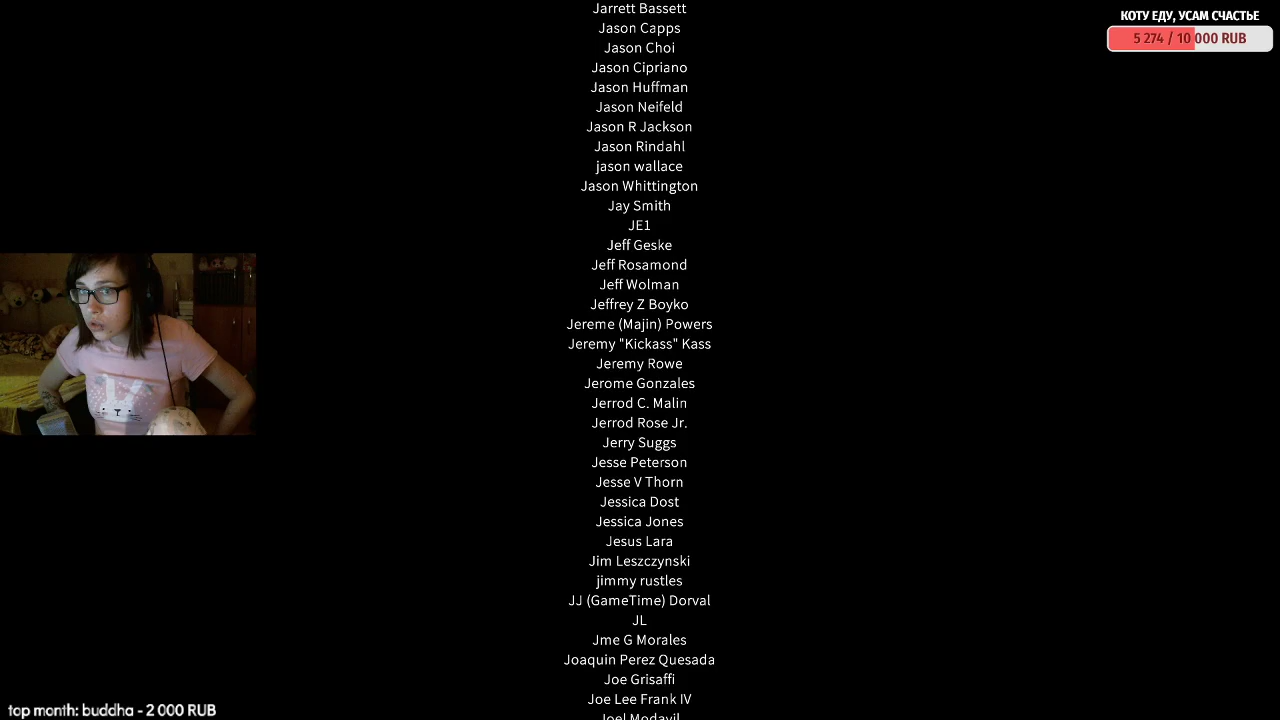 Jarrett Bassett
Jason Capps
Jason Choi
Jason Cipriano
Jason Huffman
Jason Neifeld
Jason R Jackson
Jason Rindahl
jason wallace
Jason Whittington
Jay Smith
JE1
Jeff Geske
Jeff Rosamond
Jeff Wolman
Jeffrey Z Boyko
Jereme (Majin) Powers
Jeremy "Kickass" Kass
Jeremy Rowe
Jerome Gonzales
Jerrod C. Malin
Jerrod Rose Jr.
Jerry Suggs
Jesse Peterson
Jesse V Thorn
Jessica Dost
Jessica Jones
Jesus Lara
Jim Leszczynski
jimmy rustles
JJ (GameTime) Dorval
JL
Jme G Morales
Joaquin Perez Quesada
Joe Grisaffi
Joe Lee Frank IV
Joel Modavil
КОТУ ЕДУ, УСАМ СЧАСТЬЕ
5 274 / 10 000 RUB
top month: buddha - 2 000 RUB